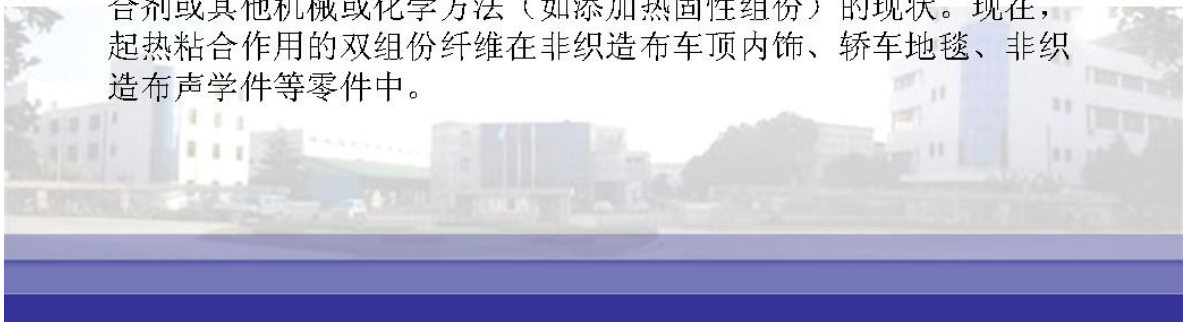 合剂或其他机械或化学方法（如添加热固性组份）的现状。现在，
起热粘合作用的双组份纤维在非织造布车顶内饰、轿车地毯、非织
造布声学件等零件中。